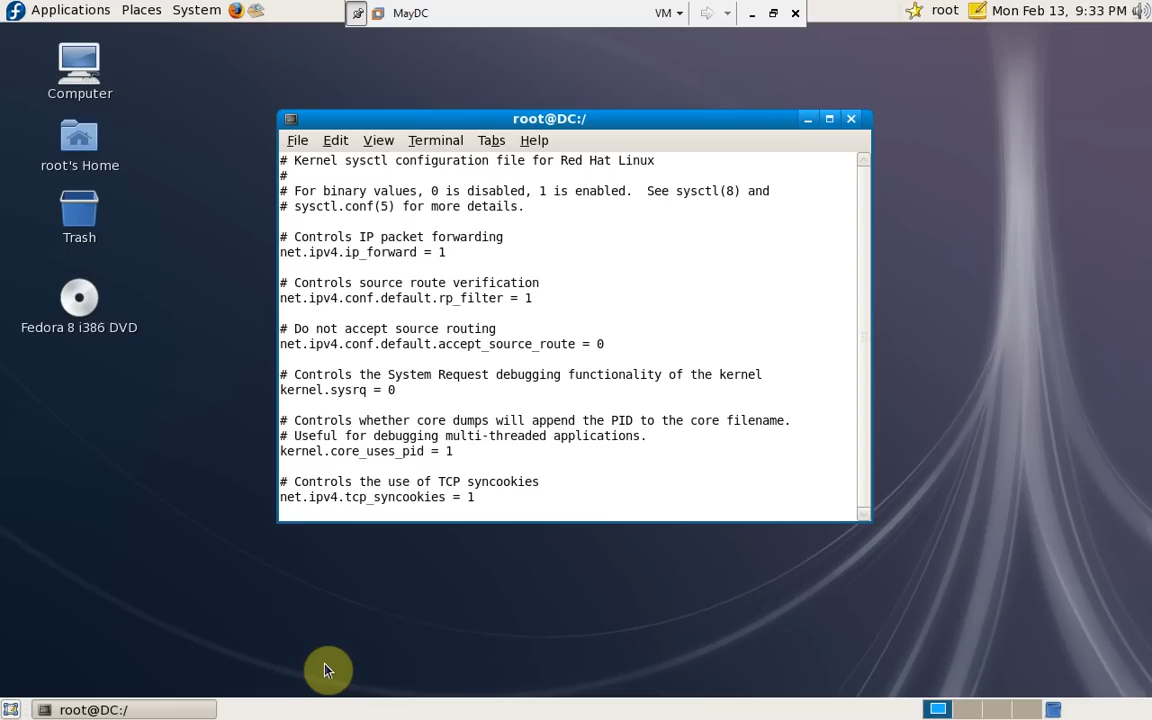 Applications Places System
MayDC
VM
root
Mon Feb 13, 9:33 PM
Computer
root's Home
Trash
Fedora 8 i386 DVD
root@DC:/
File Edit View Terminal Tabs Help
# Kernel sysctl configuration file for Red Hat Linux
#
# For binary values, 0 is disabled, 1 is enabled.  See sysctl(8) and
# sysctl.conf(5) for more details.
# Controls IP packet forwarding
net.ipv4.ip_forward = 1
# Controls source route verification
net.ipv4.conf.default.rp_filter = 1
# Do not accept source routing
net.ipv4.conf.default.accept_source_route = 0
# Controls the System Request debugging functionality of the kernel
kernel.sysrq = 0
# Controls whether core dumps will append the PID to the core filename.
# Useful for debugging multi-threaded applications.
kernel.core_uses_pid = 1
# Controls the use of TCP syncookies
net.ipv4.tcp_syncookies = 1
root@DC:/